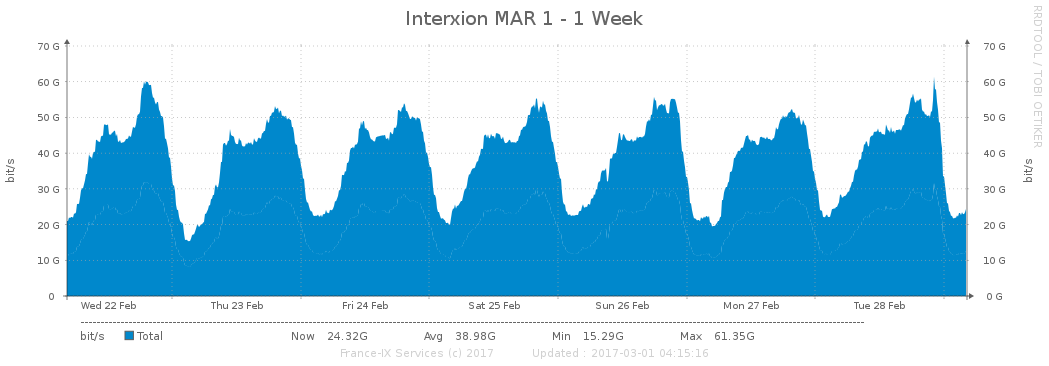 Interxion MAR 1 - 1 Week
RRDTOOL / TOBI OETIKER
70 G 70 G
60 G 60 G
50 G 50 G
40 G 40 G
bit/s bit/s
30 G 30 G
20 G 20 G
10 G 10 G
0 0 G
Wed 22 Feb Thu 23 Feb Fri 24 Feb Sat 25 Feb Sun 26 Feb Mon 27 Feb Tue 28 Feb
bit/s Total Now 24.32G Avg 38.98G Min 15.29G Max 61.35G
France-IX Services (c) 2017 Updated : 2017-03-01 04:15:16